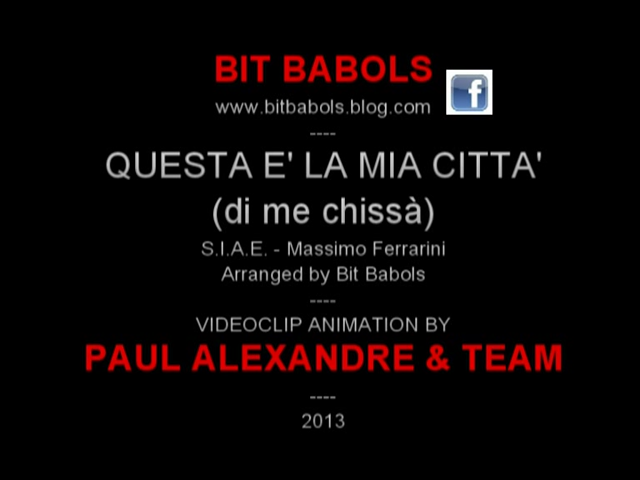 BIT BABOLS
f
www.bitbabols.blog.com
----
QUESTA E' LA MIA CITTA'
(di me chissà)
S.I.A.E. - Massimo Ferrarini
Arranged by Bit Babols
----
VIDEOCLIP ANIMATION BY
PAUL ALEXANDRE & TEAM
----
2013